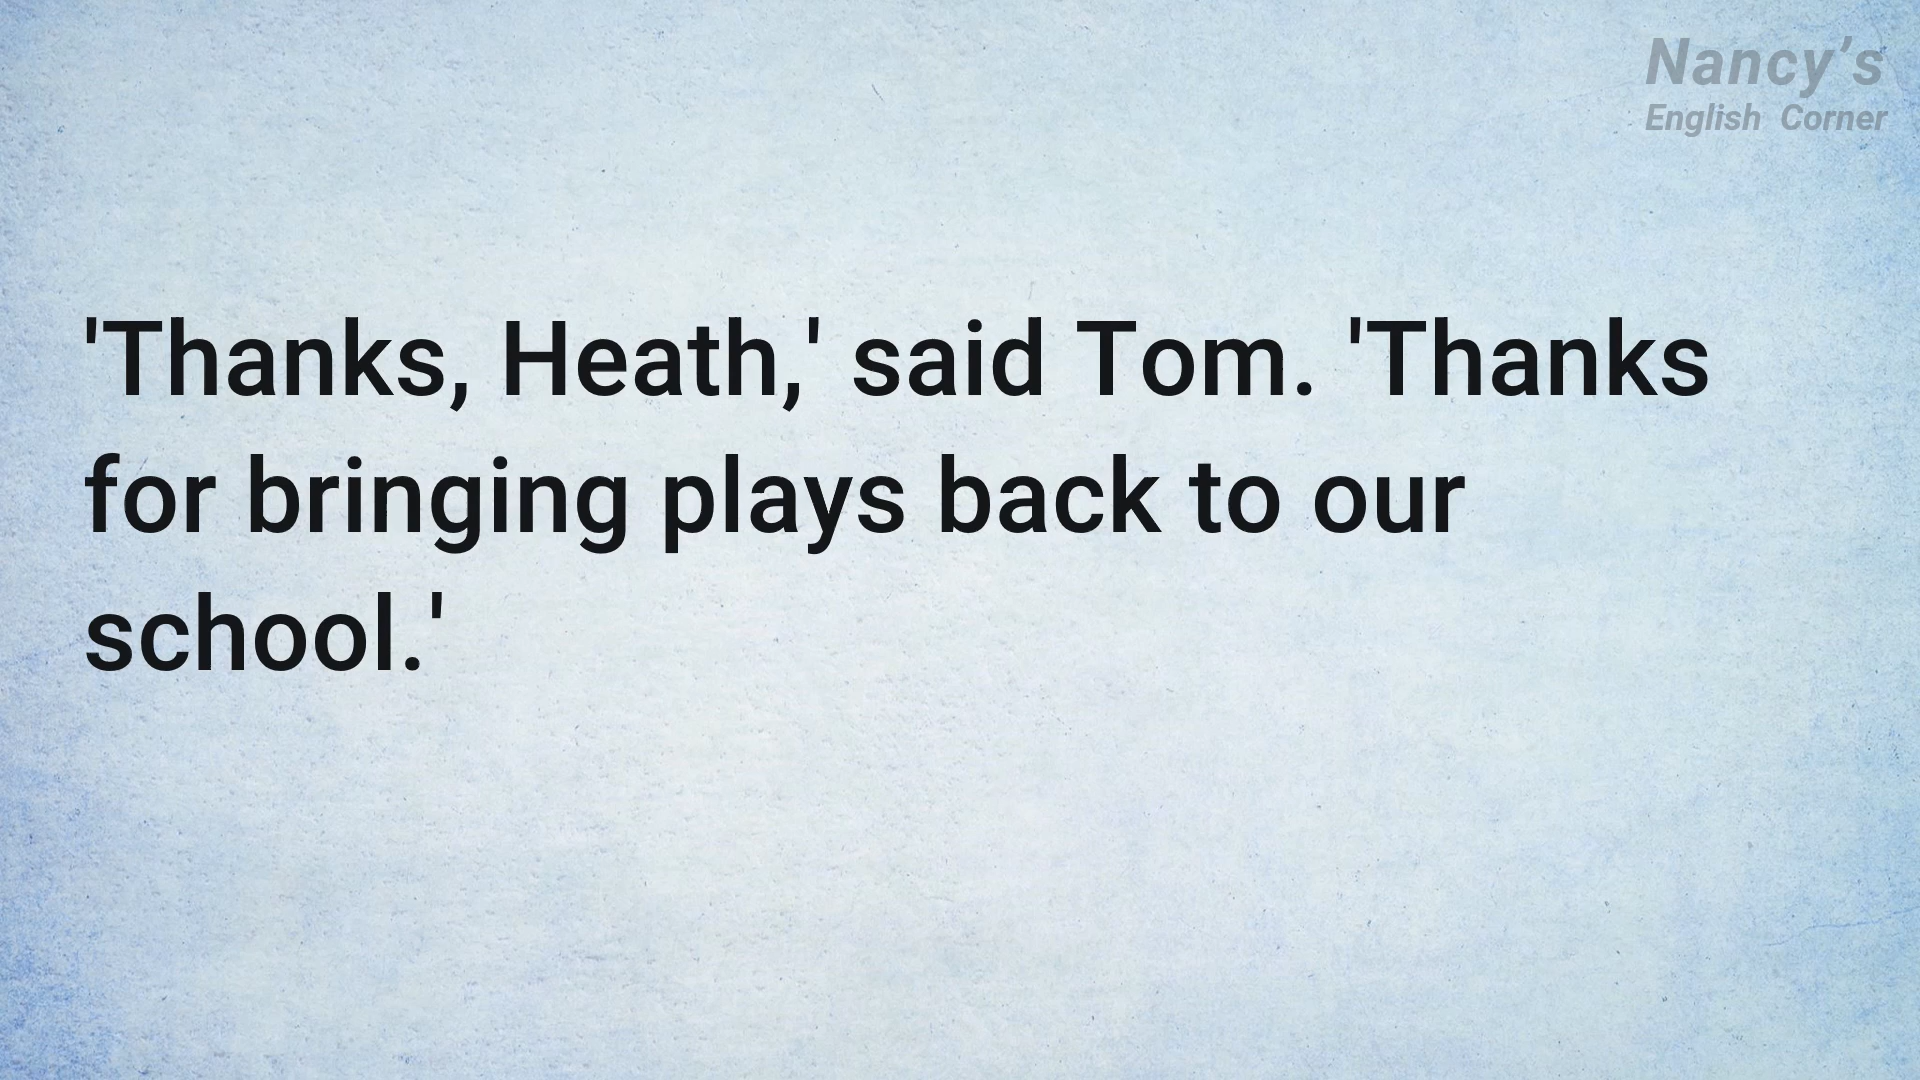 Nancy’s
English Corner
'Thanks, Heath,' said Tom. 'Thanks
for bringing plays back to our
school.'